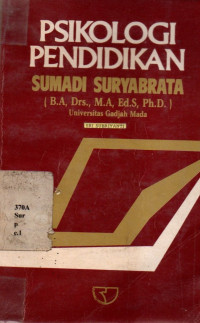 PSIKOLOGI
PENDIDIKAN
SUMADI SURYABRATA
( B.A, Drs., M.A, Ed.S, Ph.D. )
Universitas Gadjah Mada
370A
Sur
p
c.1